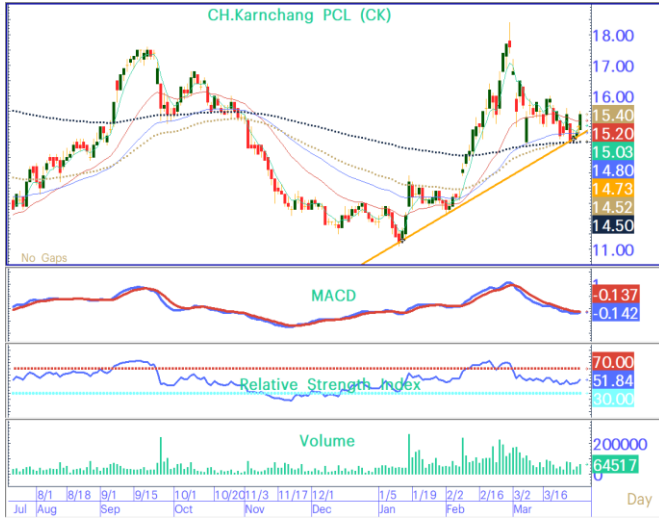 CH.Karnchang PCL (CK)
18.00
17.00
16.00
15.40
15.20
15.03
14.80
14.73
14.52
14.50
11.00
No Gaps
MACD
-0.137
-0.142
Relative Strength Index
70.00
51.84
30.00
Volume
200000
64517
0
8/1 8/18 9/1 9/15 10/1 10/20 11/3 11/17 12/1 1/5 1/19 2/2 2/16 3/2 3/16
Jul Aug Sep Oct Nov Dec Jan Feb Mar Day